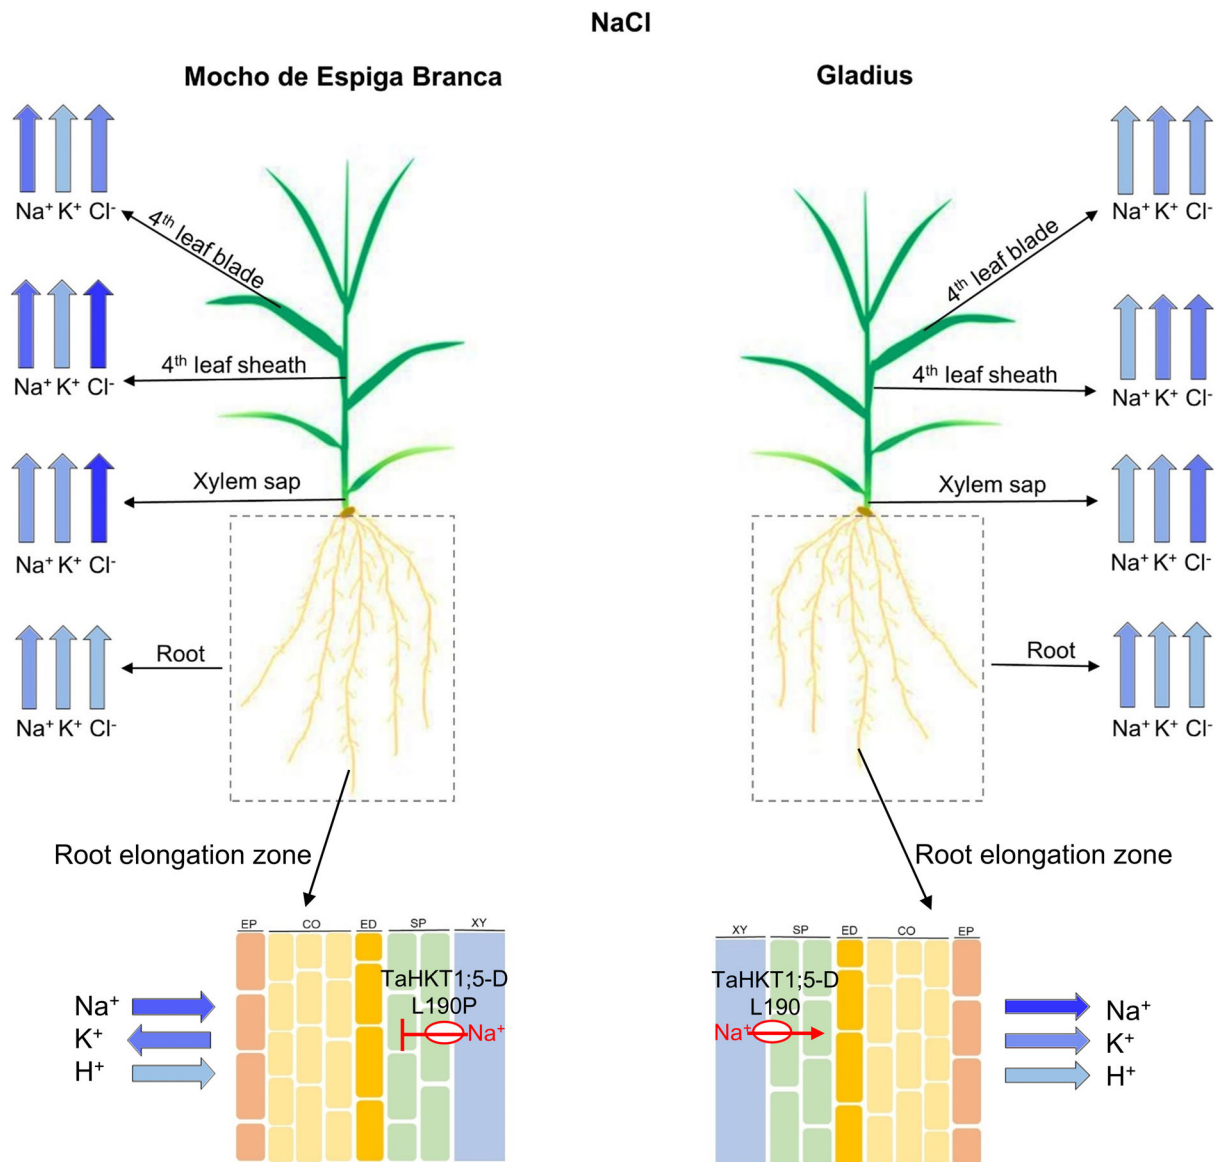 NaCl
Mocho de Espiga Branca
Gladius
Na⁺ K⁺ Cl⁻
4th leaf blade
Na⁺ K⁺ Cl⁻
4th leaf sheath
Na⁺ K⁺ Cl⁻
Xylem sap
Na⁺ K⁺ Cl⁻
Root
Na⁺ K⁺ Cl⁻
4th leaf blade
Na⁺ K⁺ Cl⁻
4th leaf sheath
Na⁺ K⁺ Cl⁻
Xylem sap
Na⁺ K⁺ Cl⁻
Root
Root elongation zone
EP CO ED SP XY
TaHKT1;5-D
L190P
Na⁺
Na⁺
K⁺
H⁺
Root elongation zone
XY SP ED CO EP
TaHKT1;5-D
L190
Na⁺
Na⁺
K⁺
H⁺